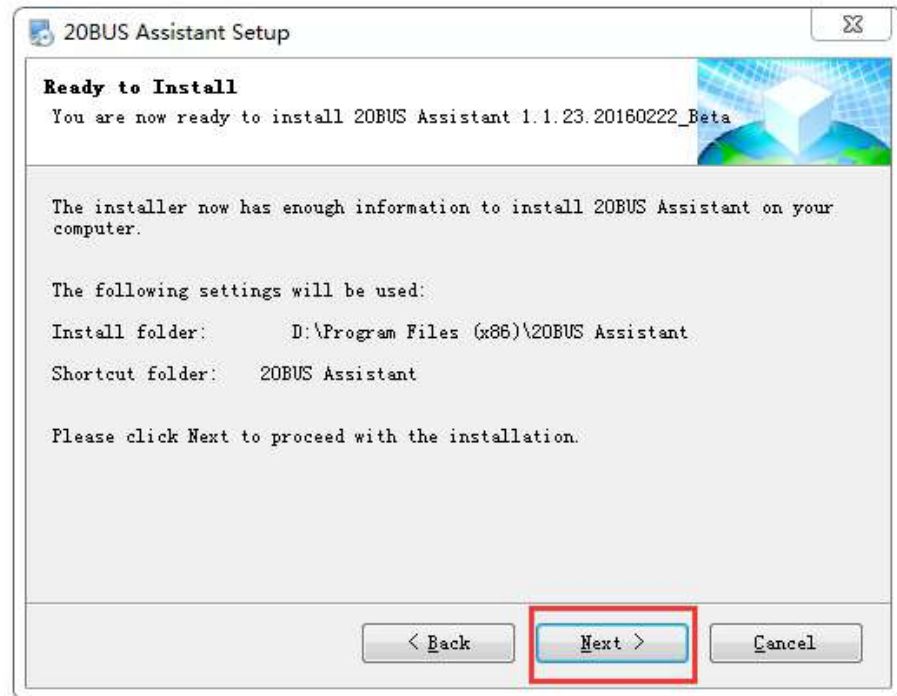 20BUS Assistant Setup
Ready to Install
You are now ready to install 20BUS Assistant 1.1.23.20160222_Beta
The installer now has enough information to install 20BUS Assistant on your
computer.
The following settings will be used:
Install folder: D:\Program Files (x86)\20BUS Assistant
Shortcut folder: 20BUS Assistant
Please click Next to proceed with the installation.
< Back Next > Cancel